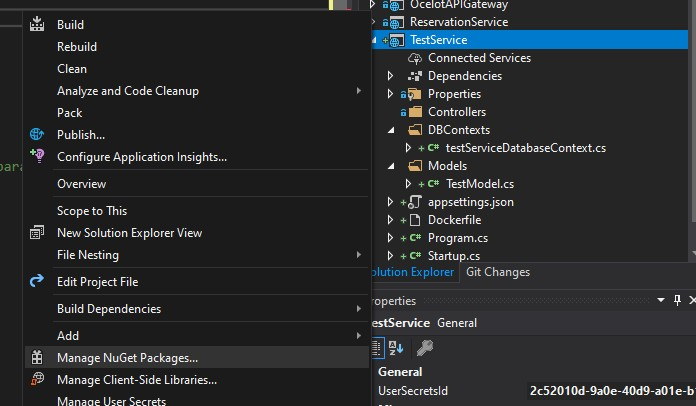 Build
Rebuild
Clean
Analyze and Code Cleanup
Pack
Publish...
Configure Application Insights...
Overview
Scope to This
New Solution Explorer View
File Nesting
Edit Project File
Build Dependencies
Add
Manage NuGet Packages...
Manage Client-Side Libraries...
Manage User Secrets
para
OcelotAPIGateway
ReservationService
TestService
Connected Services
Dependencies
Properties
Controllers
DBContexts
C# testServiceDatabaseContext.cs
Models
C# TestModel.cs
appsettings.json
Dockerfile
C# Program.cs
C# Startup.cs
olution Explorer Git Changes
roperties
estService General
General
UserSecretsId 2c52010d-9a0e-40d9-a01e-b